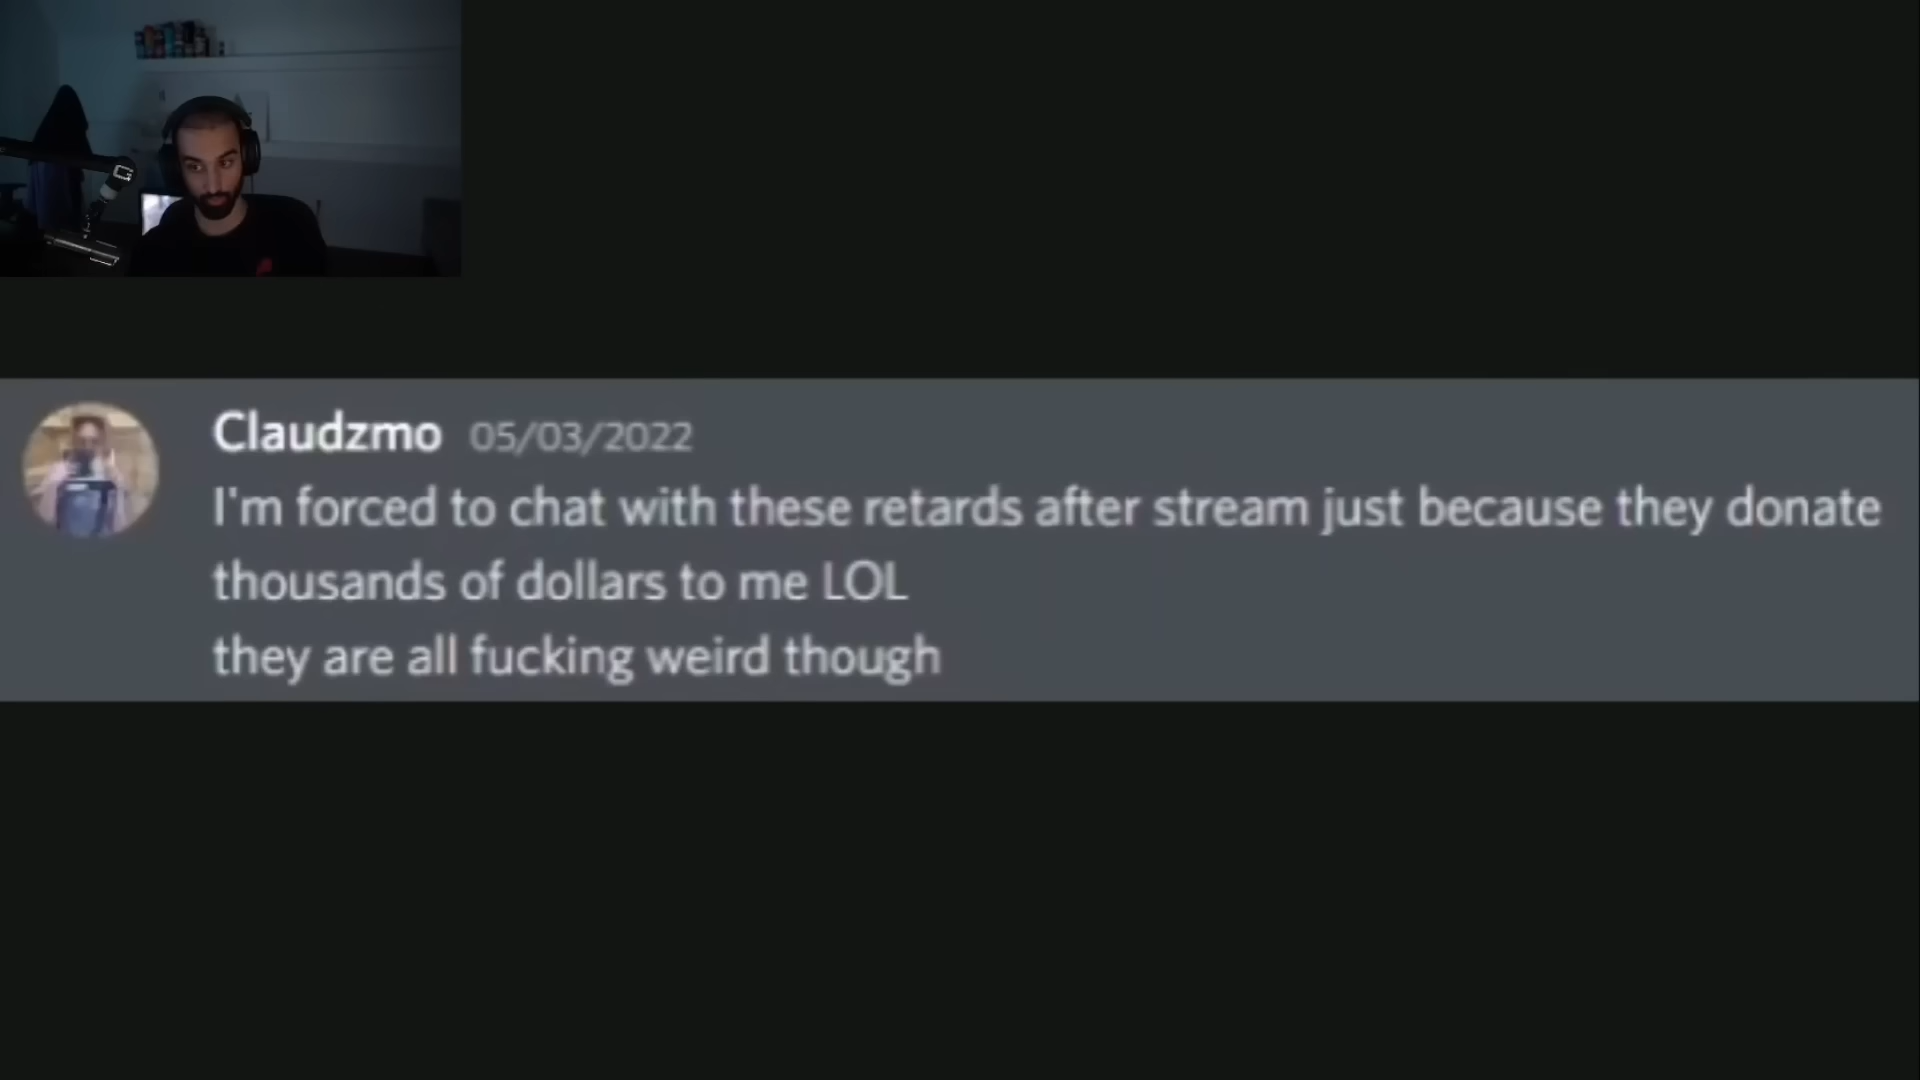 Claudzmo 05/03/2022
I'm forced to chat with these retards after stream just because they donate
thousands of dollars to me LOL
they are all fucking weird though